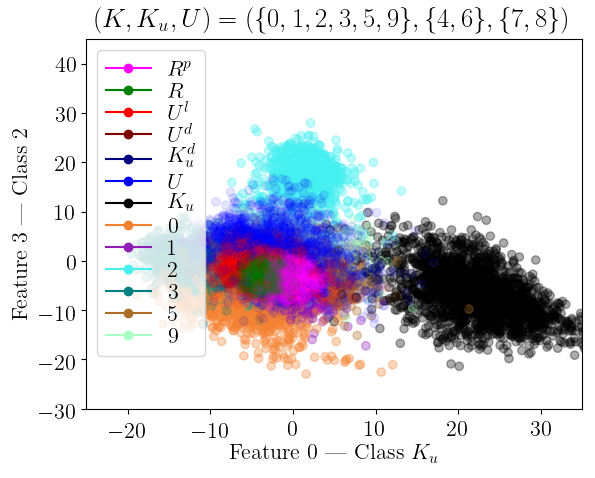 (K, K_u, U) = ({0, 1, 2, 3, 5, 9}, {4, 6}, {7, 8})
40
30
20
10
0
−10
−20
−30
Feature 3 — Class 2
R^p
R
U^l
U^d
K_u^d
U
K_u
0
1
2
3
5
9
−20 −10 0 10 20 30
Feature 0 — Class K_u